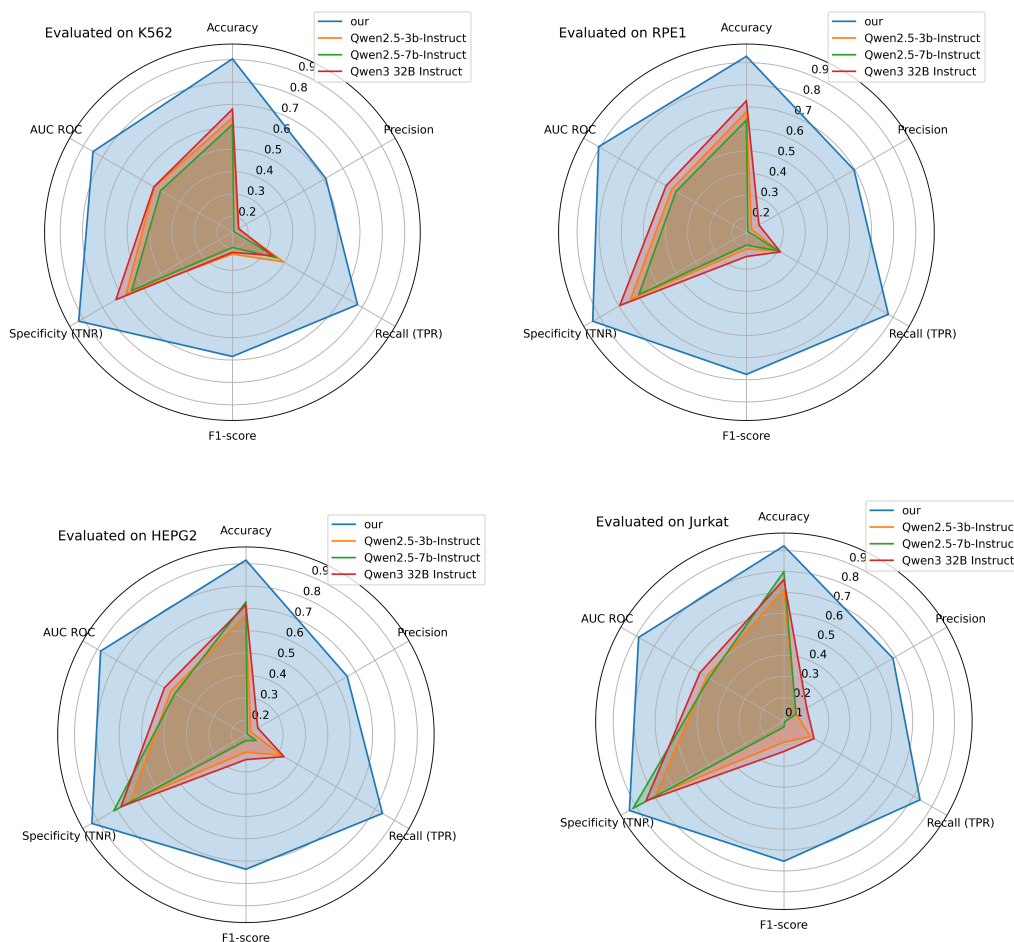 Evaluated on K562
Accuracy
our
Qwen2.5-3b-Instruct
Qwen2.5-7b-Instruct
Qwen3 32B Instruct
0.9
0.8
0.7
0.6
0.5
0.4
0.3
0.2
AUC ROC
Precision
Specificity (TNR)
Recall (TPR)
F1-score
Evaluated on RPE1
Accuracy
our
Qwen2.5-3b-Instruct
Qwen2.5-7b-Instruct
Qwen3 32B Instruct
0.9
0.8
0.7
0.6
0.5
0.4
0.3
0.2
AUC ROC
Precision
Specificity (TNR)
Recall (TPR)
F1-score
Evaluated on HEPG2
Accuracy
our
Qwen2.5-3b-Instruct
Qwen2.5-7b-Instruct
Qwen3 32B Instruct
0.9
0.8
0.7
0.6
0.5
0.4
0.3
0.2
AUC ROC
Precision
Specificity (TNR)
Recall (TPR)
F1-score
Evaluated on Jurkat
Accuracy
our
Qwen2.5-3b-Instruc
Qwen2.5-7b-Instruc
Qwen3 32B Instruct
0.9
0.8
0.7
0.6
0.5
0.4
0.3
0.2
0.1
AUC ROC
Precision
Specificity (TNR)
Recall (TPR)
F1-score